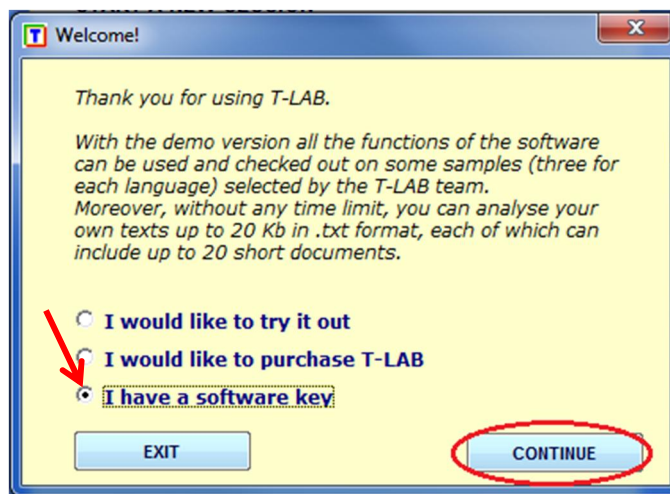 T Welcome!
Thank you for using T-LAB.
With the demo version all the functions of the software
can be used and checked out on some samples (three for
each language) selected by the T-LAB team.
Moreover, without any time limit, you can analyse your
own texts up to 20 Kb in .txt format, each of which can
include up to 20 short documents.
I would like to try it out
I would like to purchase T-LAB
I have a software key
EXIT CONTINUE